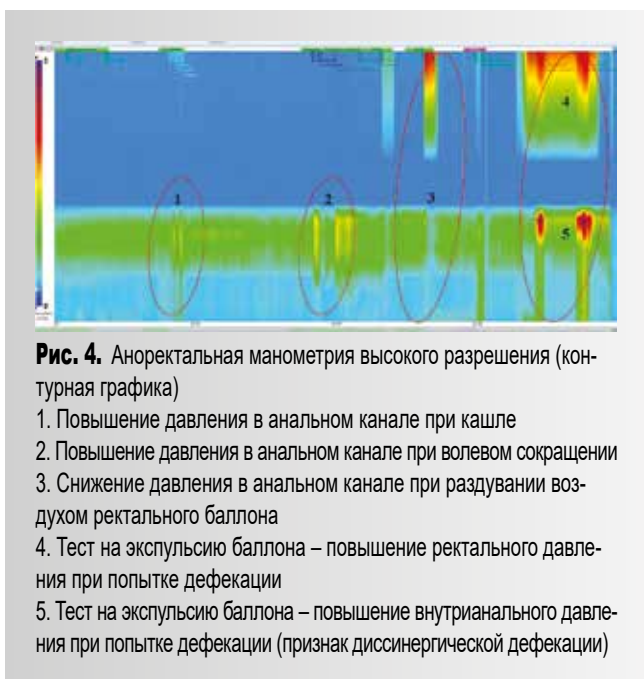 1
2
3
4
5
Рис. 4. Аноректальная манометрия высокого разрешения (кон-
турная графика)
1. Повышение давления в анальном канале при кашле
2. Повышение давления в анальном канале при волевом сокращении
3. Снижение давления в анальном канале при раздувании воз-
духом ректального баллона
4. Тест на экспульсию баллона – повышение ректального давле-
ния при попытке дефекации
5. Тест на экспульсию баллона – повышение внутрианального давле-
ния при попытке дефекации (признак диссинергической дефекации)